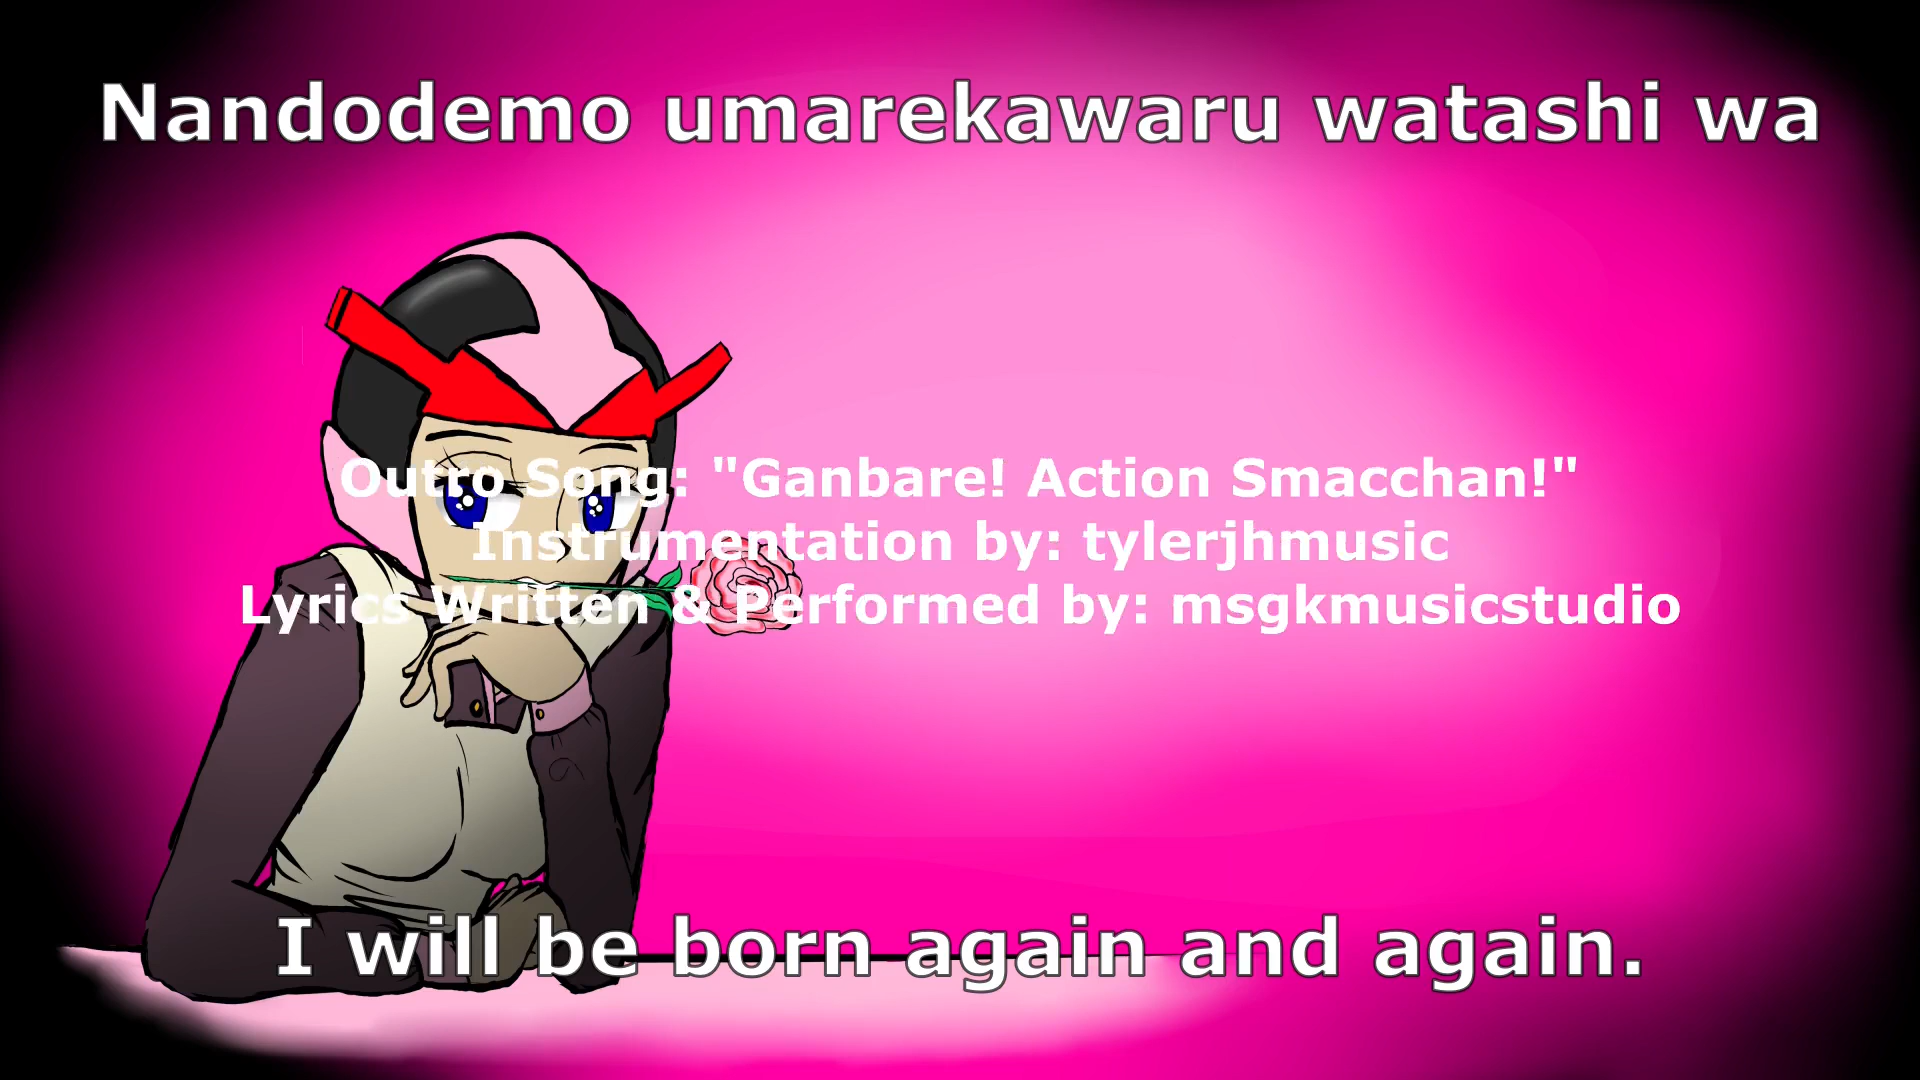 Nandodemo umarekawaru watashi wa
Outro Song: "Ganbare! Action Smacchan!"
Instrumentation by: tylerjhmusic
Lyrics Written & Performed by: msgkmusicstudio
I will be born again and again.